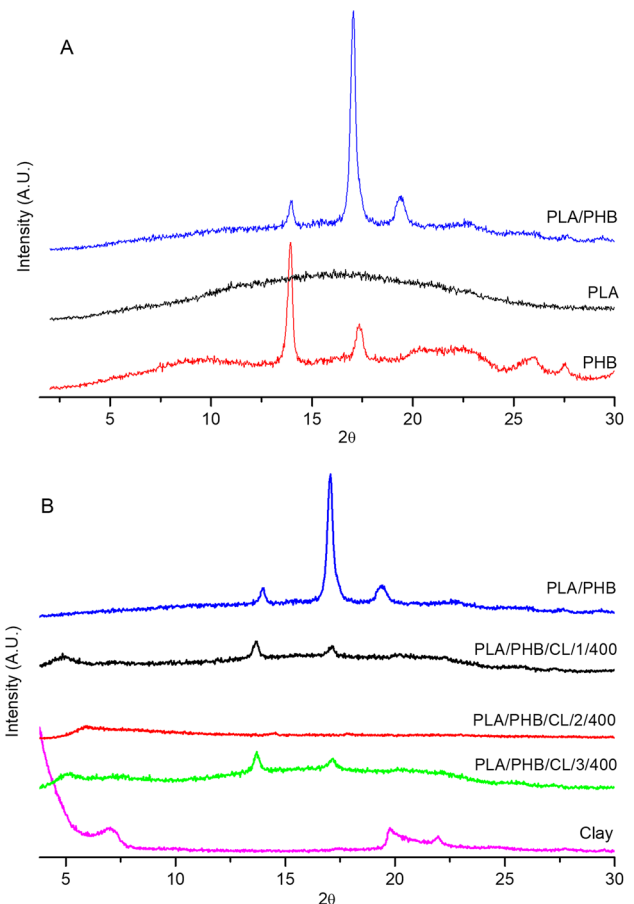 A
Intensity (A.U.)
PLA/PHB
PLA
PHB
5 10 15 20 25 30
2θ
B
Intensity (A.U.)
PLA/PHB
PLA/PHB/CL/1/400
PLA/PHB/CL/2/400
PLA/PHB/CL/3/400
Clay
5 10 15 20 25 30
2θ